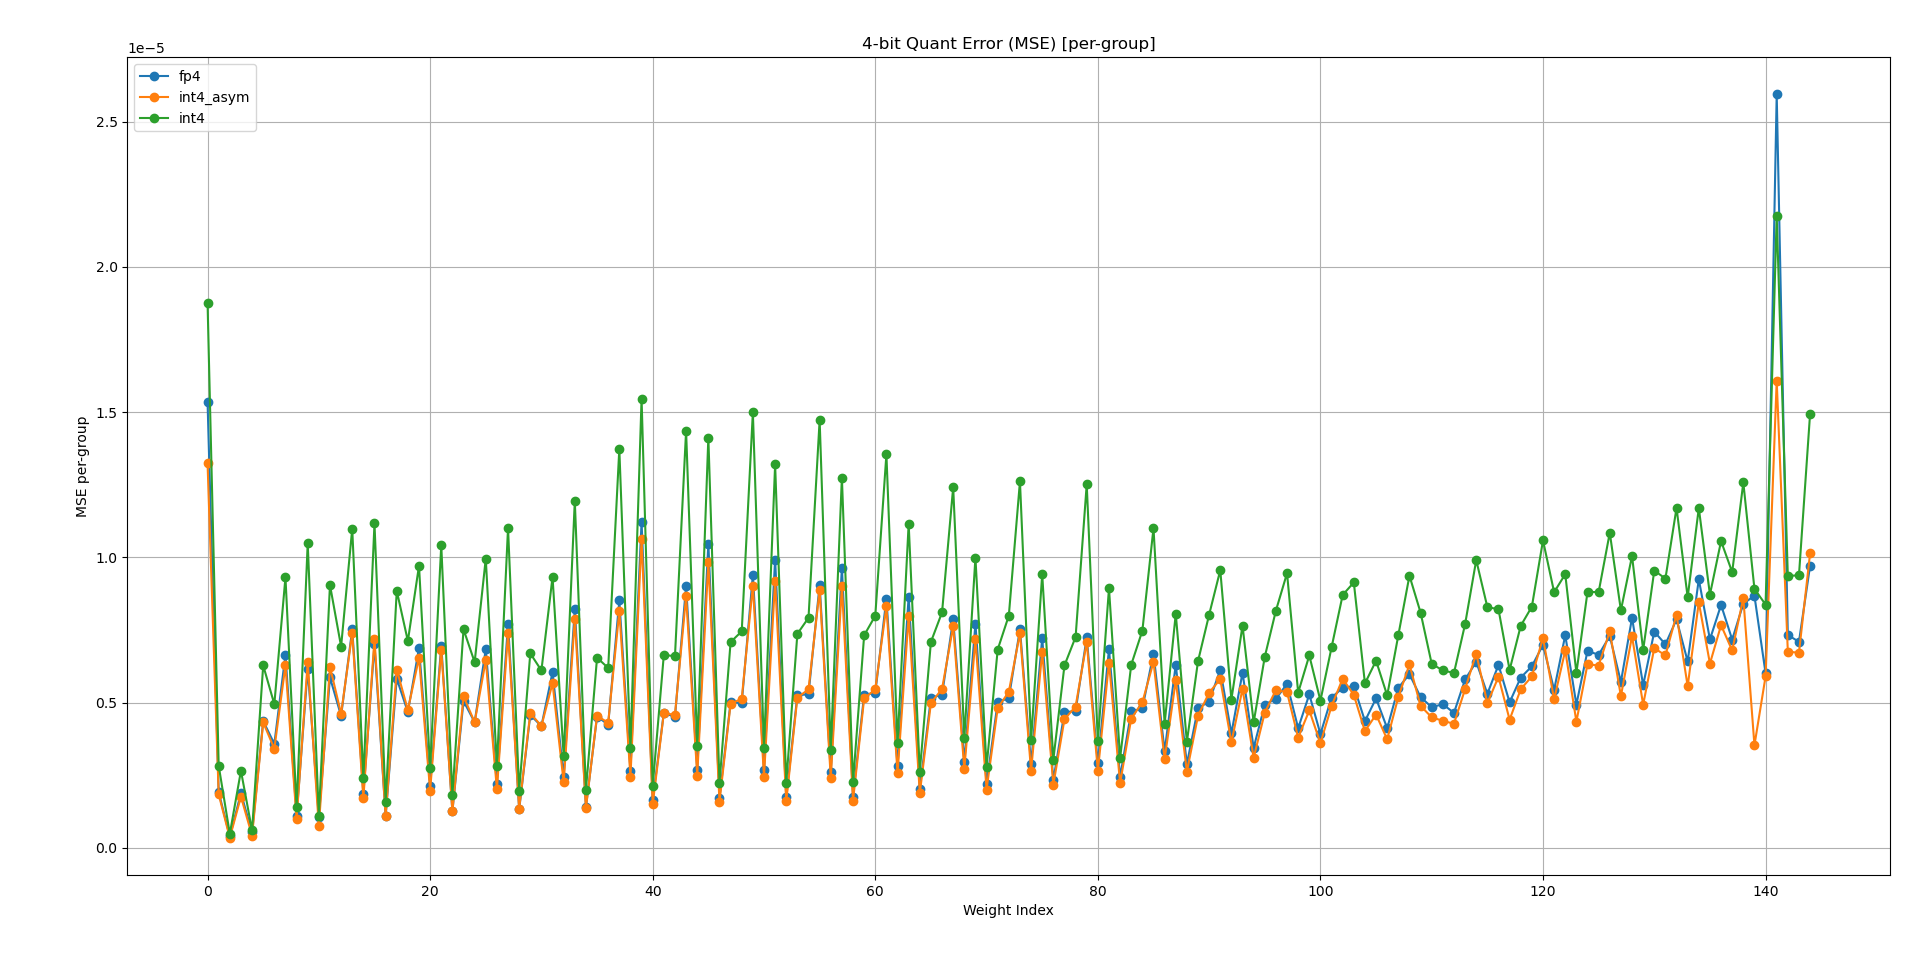 4-bit Quant Error (MSE) [per-group]
1e−5
fp4
int4_asym
int4
2.5
2.0
1.5
1.0
0.5
0.0
MSE per-group
0 20 40 60 80 100 120 140
Weight Index